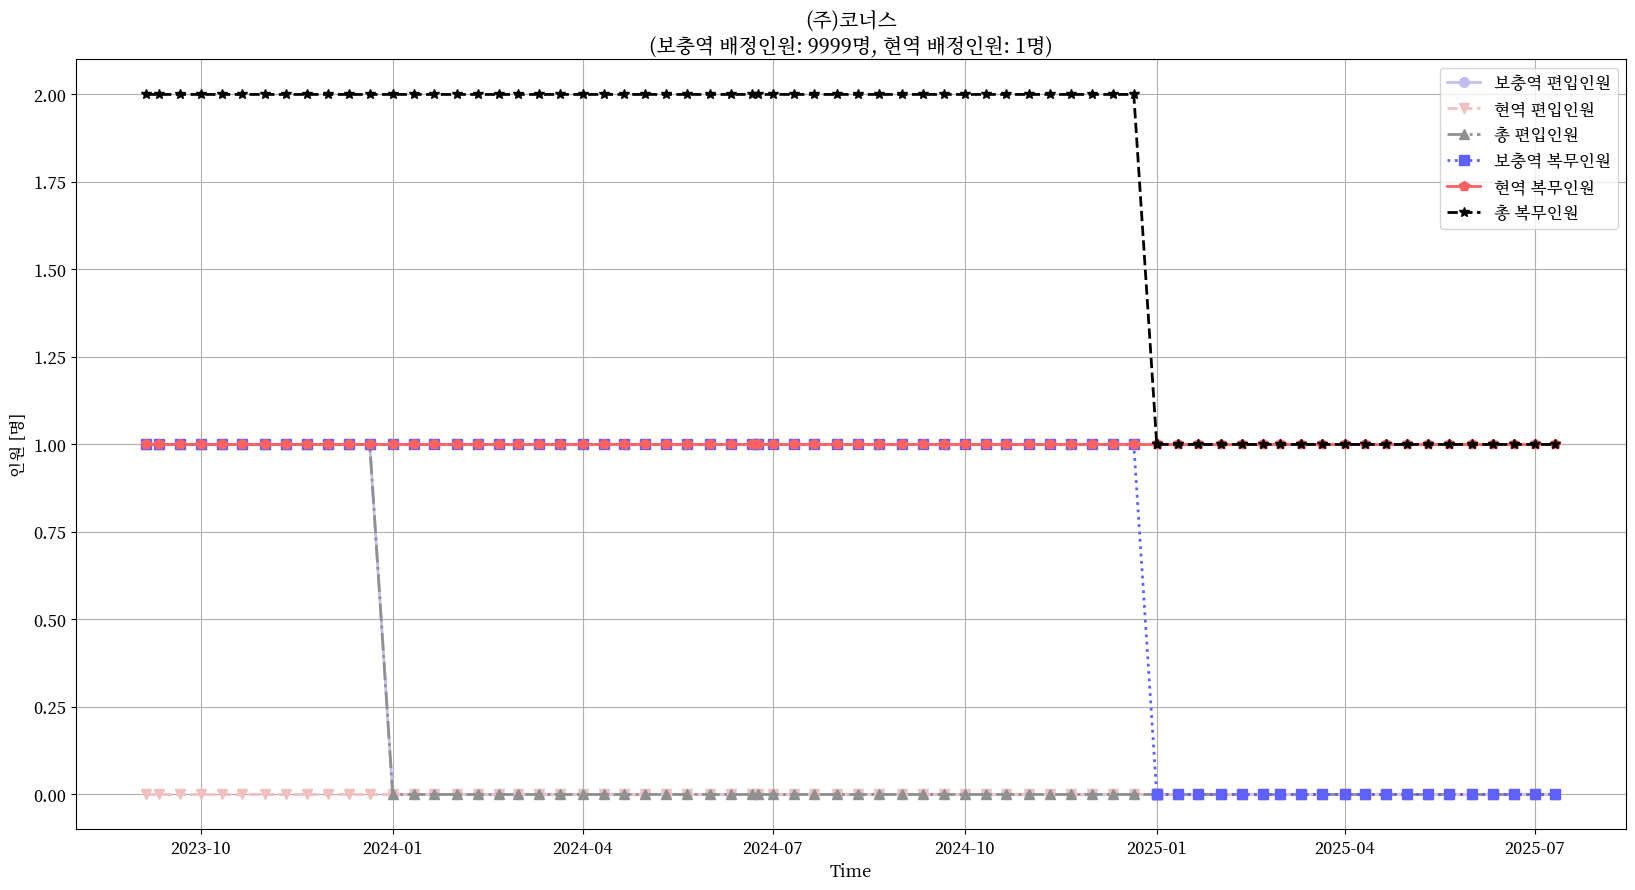 (주)코너스
(보충역 배정인원: 9999명, 현역 배정인원: 1명)
보충역 편입인원
현역 편입인원
총 편입인원
보충역 복무인원
현역 복무인원
총 복무인원
인원 [명]
2.00
1.75
1.50
1.25
1.00
0.75
0.50
0.25
0.00
2023-10
2024-01
2024-04
2024-07
2024-10
2025-01
2025-04
2025-07
Time